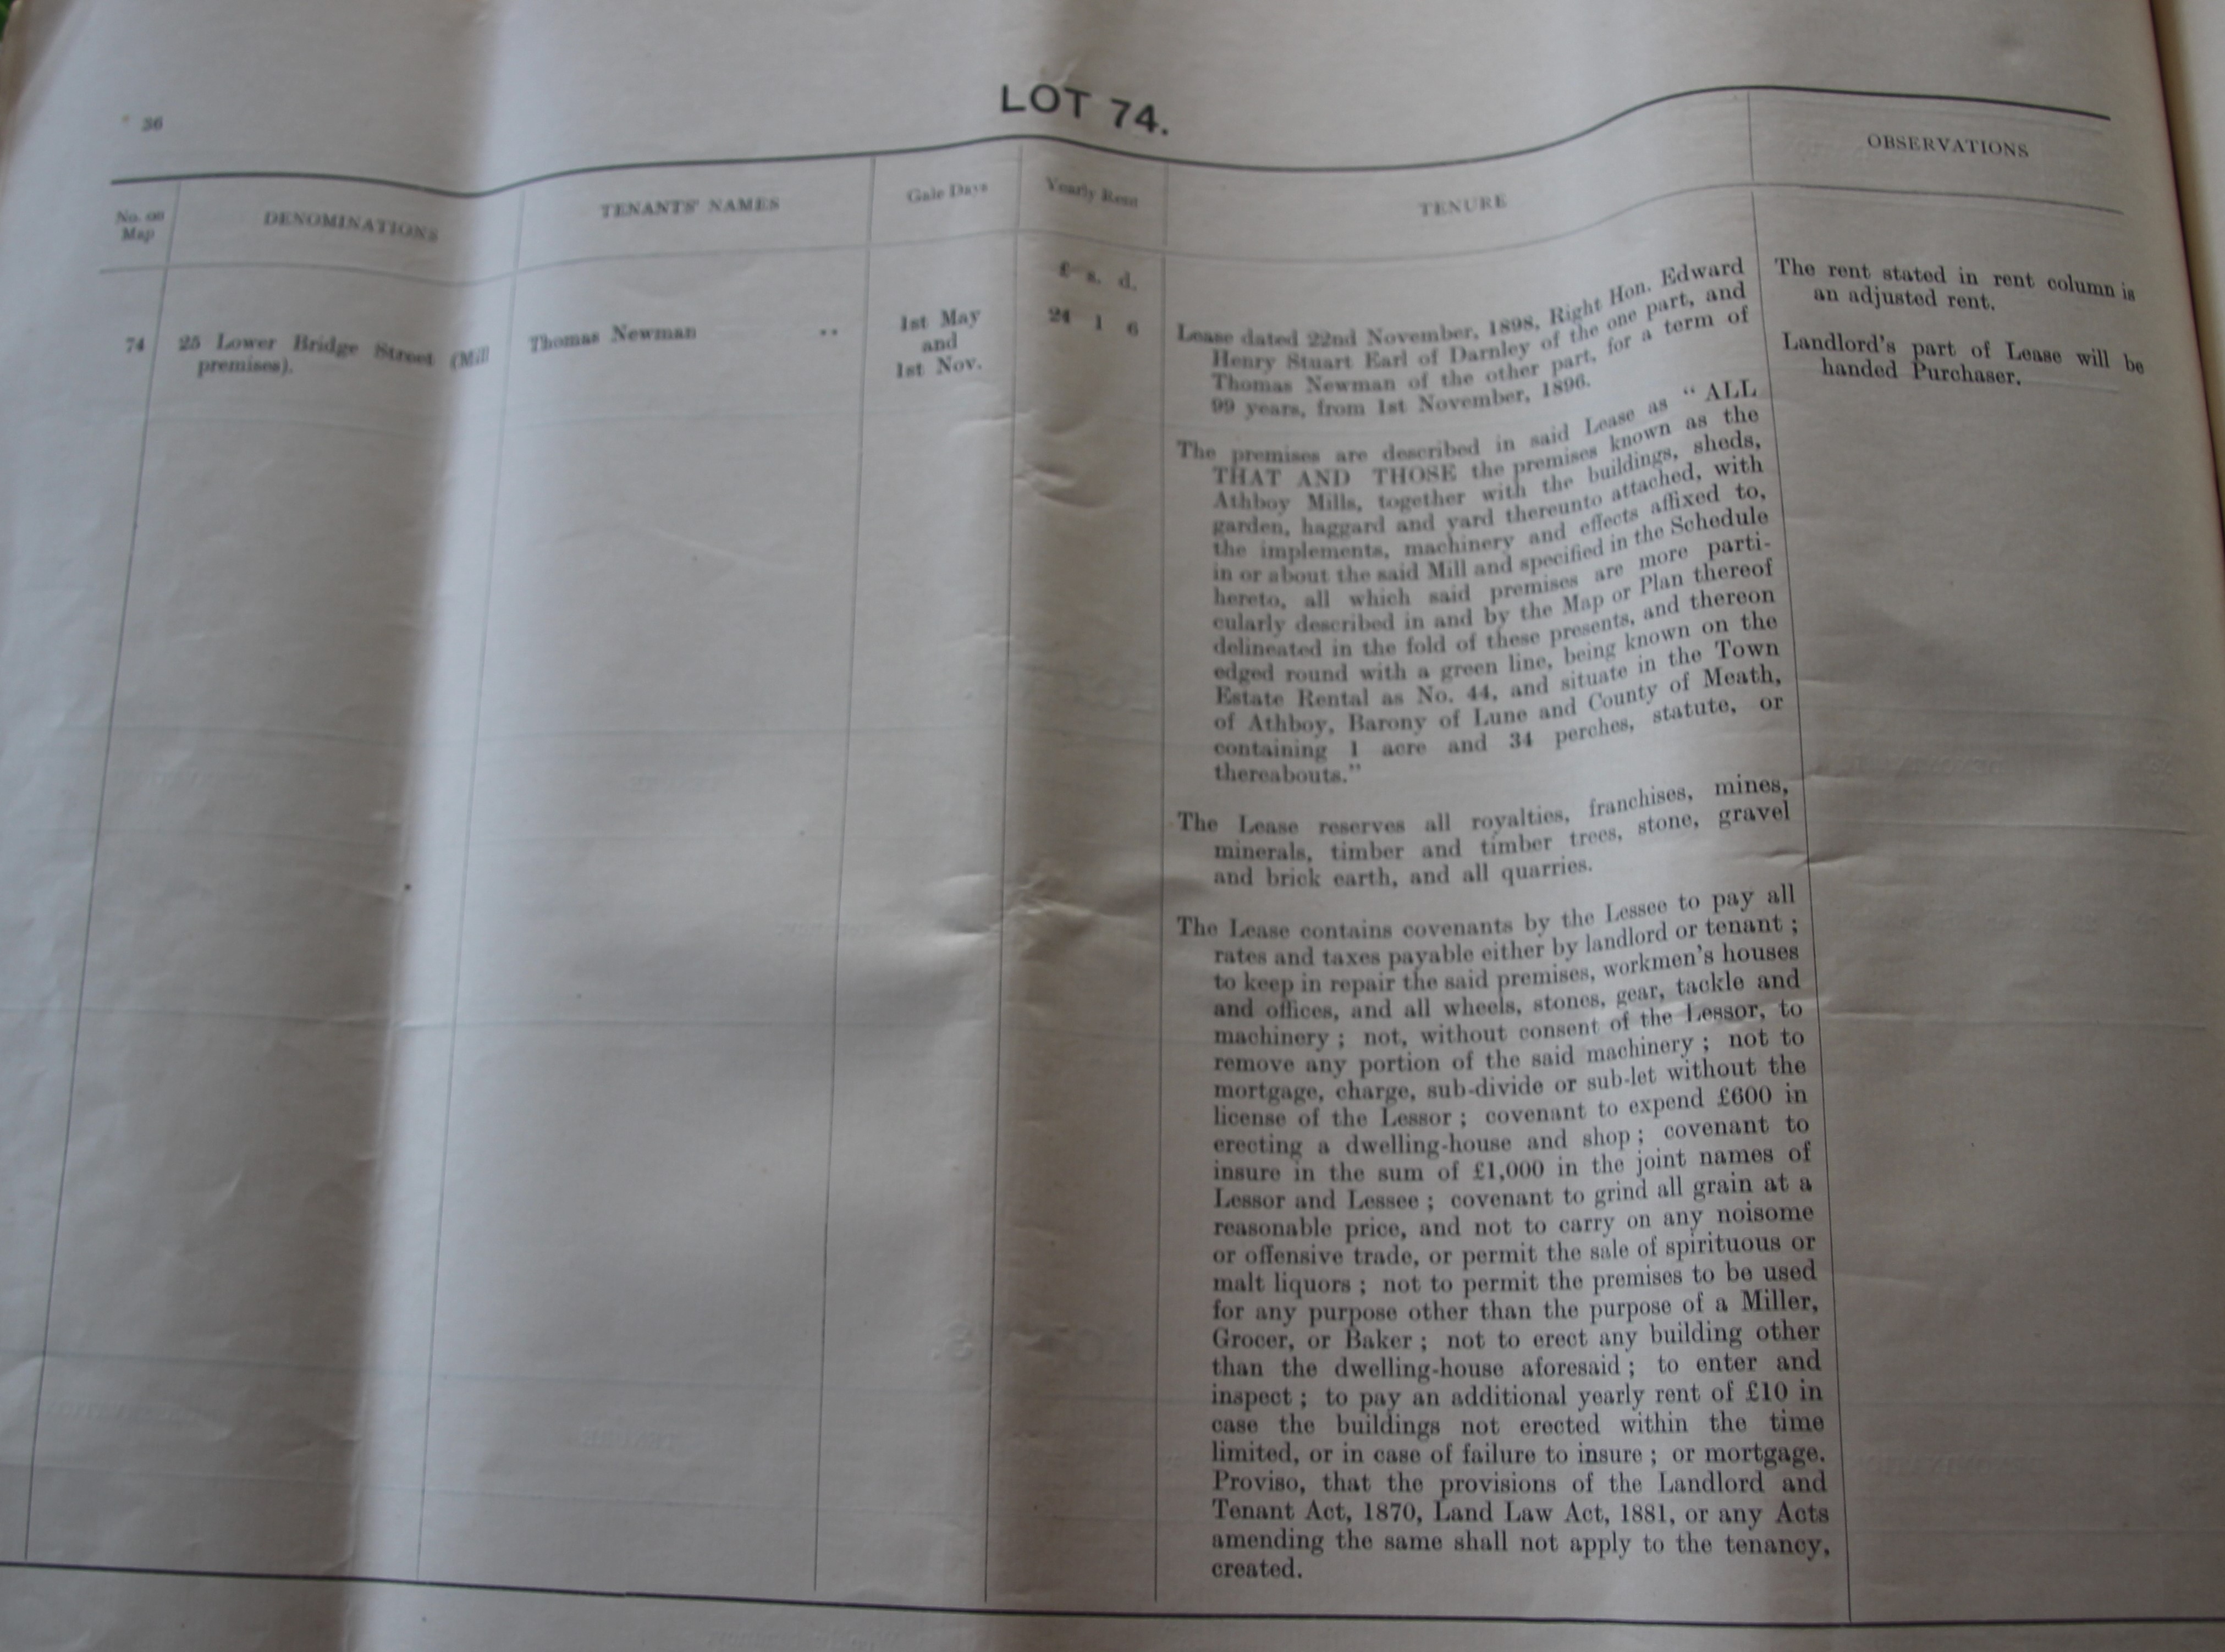 36
LOT 74.
No. on
Map
DENOMINATIONS
TENANTS' NAMES
Gale Days
Yearly Rent
TENURE
OBSERVATIONS
£ s. d.
74
25 Lower Bridge Street (Mill
premises).
Thomas Newman ..
1st May
and
1st Nov.
24 1 6
Lease dated 22nd November, 1898, Right Hon. Edward
Henry Stuart Earl of Darnley of the one part, and
Thomas Newman of the other part, for a term of
99 years, from 1st November, 1896.
The premises are described in said Lease as “ ALL
THAT AND THOSE the premises known as the
Athboy Mills, together with the buildings, sheds,
garden, haggard and yard thereunto attached, with
the implements, machinery and effects affixed to,
in or about the said Mill and specified in the Schedule
hereto, all which said premises are more parti-
cularly described in and by the Map or Plan thereof
delineated in the fold of these presents, and thereon
edged round with a green line, being known on the
Estate Rental as No. 44, and situate in the Town
of Athboy, Barony of Lune and County of Meath,
containing 1 acre and 34 perches, statute, or
thereabouts.”
The Lease reserves all royalties, franchises, mines,
minerals, timber and timber trees, stone, gravel
and brick earth, and all quarries.
The Lease contains covenants by the Lessee to pay all
rates and taxes payable either by landlord or tenant ;
to keep in repair the said premises, workmen's houses
and offices, and all wheels, stones, gear, tackle and
machinery ; not, without consent of the Lessor, to
remove any portion of the said machinery ; not to
mortgage, charge, sub-divide or sub-let without the
license of the Lessor ; covenant to expend £600 in
erecting a dwelling-house and shop ; covenant to
insure in the sum of £1,000 in the joint names of
Lessor and Lessee ; covenant to grind all grain at a
reasonable price, and not to carry on any noisome
or offensive trade, or permit the sale of spirituous or
malt liquors ; not to permit the premises to be used
for any purpose other than the purpose of a Miller,
Grocer, or Baker ; not to erect any building other
than the dwelling-house aforesaid ; to enter and
inspect ; to pay an additional yearly rent of £10 in
case the buildings not erected within the time
limited, or in case of failure to insure ; or mortgage.
Proviso, that the provisions of the Landlord and
Tenant Act, 1870, Land Law Act, 1881, or any Acts
amending the same shall not apply to the tenancy,
created.
The rent stated in rent column is
an adjusted rent.
Landlord's part of Lease will be
handed Purchaser.